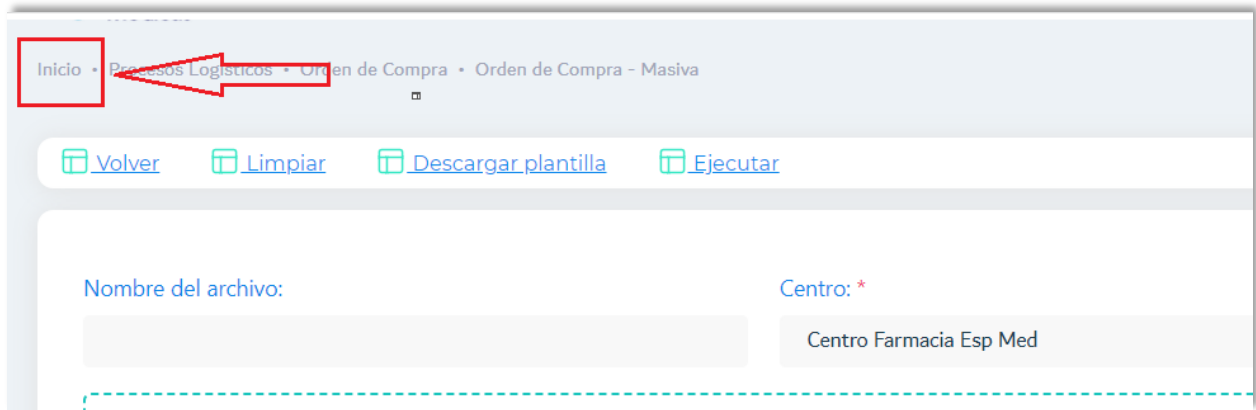 Inicio • Procesos Logísticos • Orden de Compra • Orden de Compra - Masiva
Volver Limpiar Descargar plantilla Ejecutar
Nombre del archivo: Centro: *
Centro Farmacia Esp Med